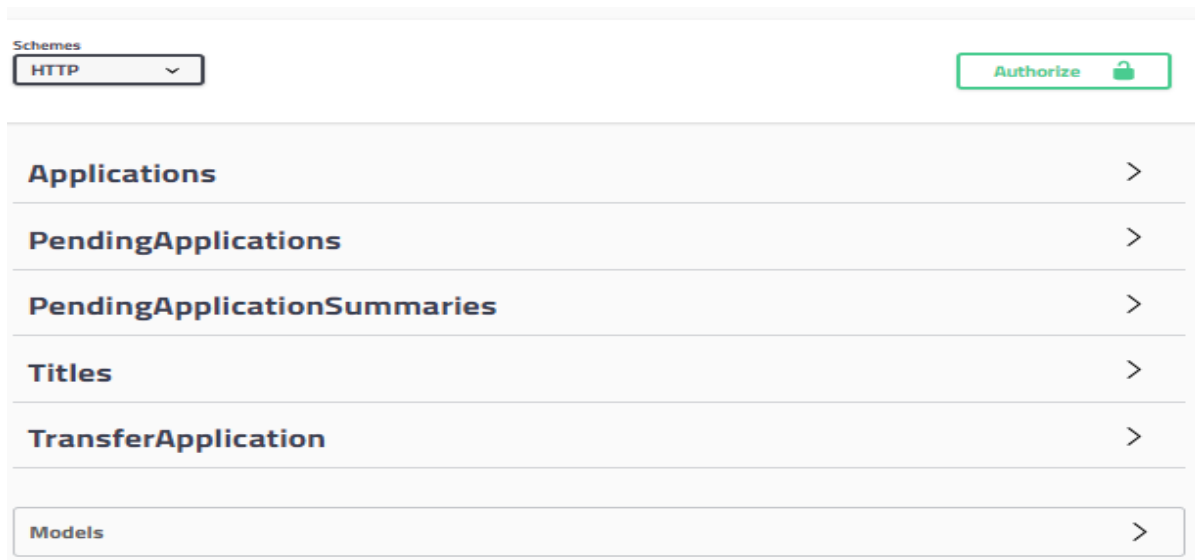 Schemes
HTTP
Authorize
Applications
PendingApplications
PendingApplicationSummaries
Titles
TransferApplication
Models